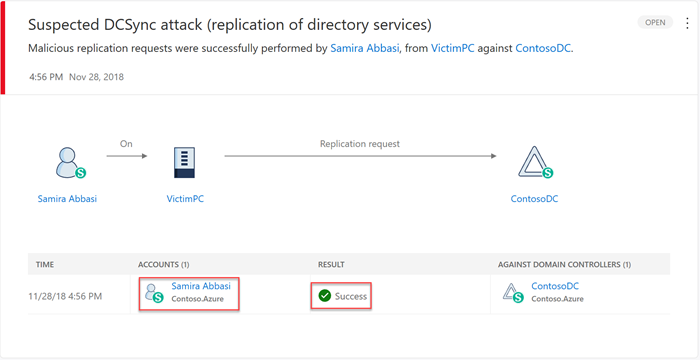 Suspected DCSync attack (replication of directory services)
OPEN
Malicious replication requests were successfully performed by Samira Abbasi, from VictimPC against ContosoDC.
4:56 PM Nov 28, 2018
On
Replication request
S
S
Samira Abbasi
VictimPC
ContosoDC
TIME ACCOUNTS (1) RESULT AGAINST DOMAIN CONTROLLERS (1)
11/28/18 4:56 PM S Samira Abbasi Success S ContosoDC
Contoso.Azure Contoso.Azure